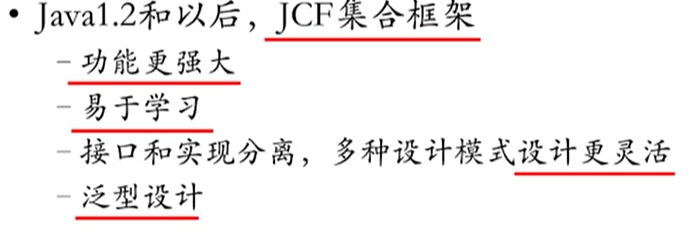 • Java1.2和以后，JCF集合框架
– 功能更强大
– 易于学习
– 接口和实现分离，多种设计模式设计更灵活
– 泛型设计